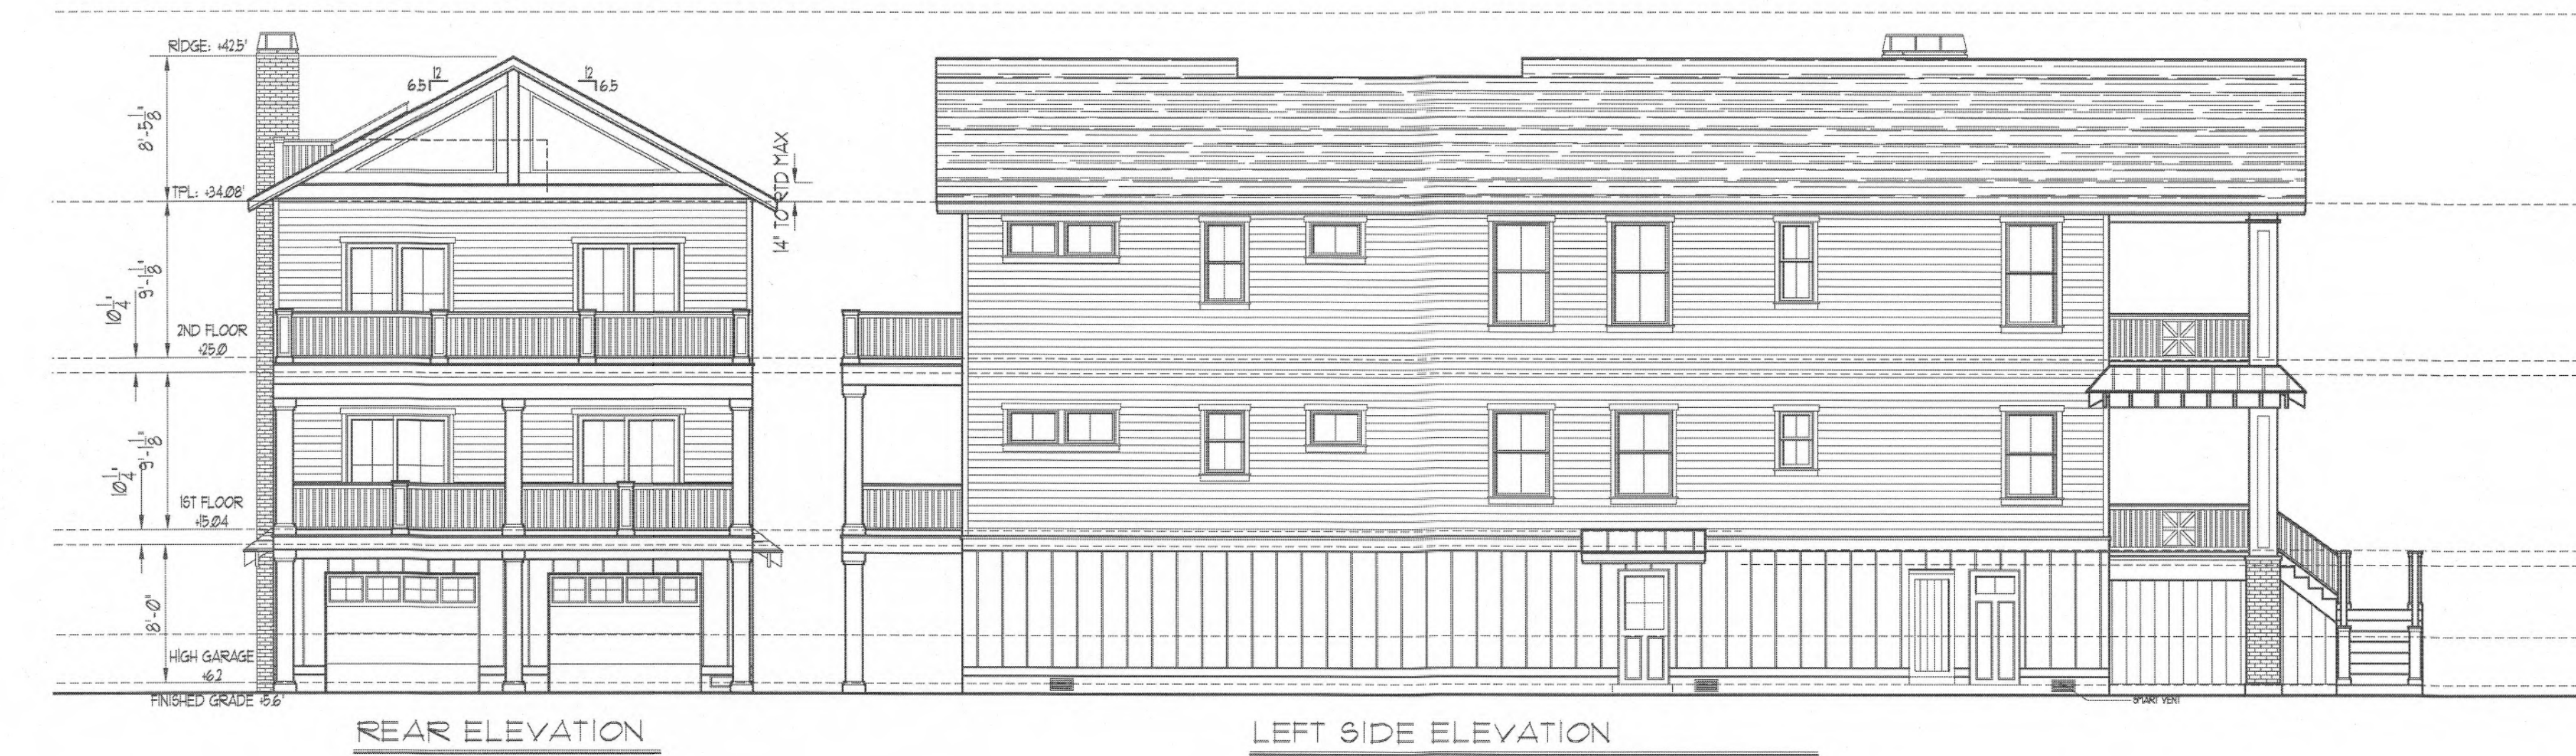 RIDGE: +42.5'
12
6.5
12
6.5
8'-5 1/8"
14" TO RTD MAX
TPL: +34.08'
9'-1 1/8"
10 1/4"
2ND FLOOR
+25.0
9'-1 1/8"
10 1/4"
1ST FLOOR
+15.04
8'-0"
HIGH GARAGE
+6.2
FINISHED GRADE +5.6'
SMART VENT
REAR ELEVATION
LEFT SIDE ELEVATION